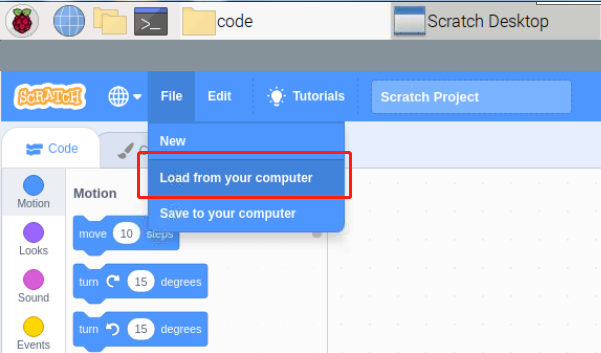 >_ code Scratch Desktop
SCRATCH File Edit Tutorials Scratch Project
New
Load from your computer
Save to your computer
Code
Motion
Looks
Sound
Events
Motion
move 10 steps
turn 15 degrees
turn 15 degrees